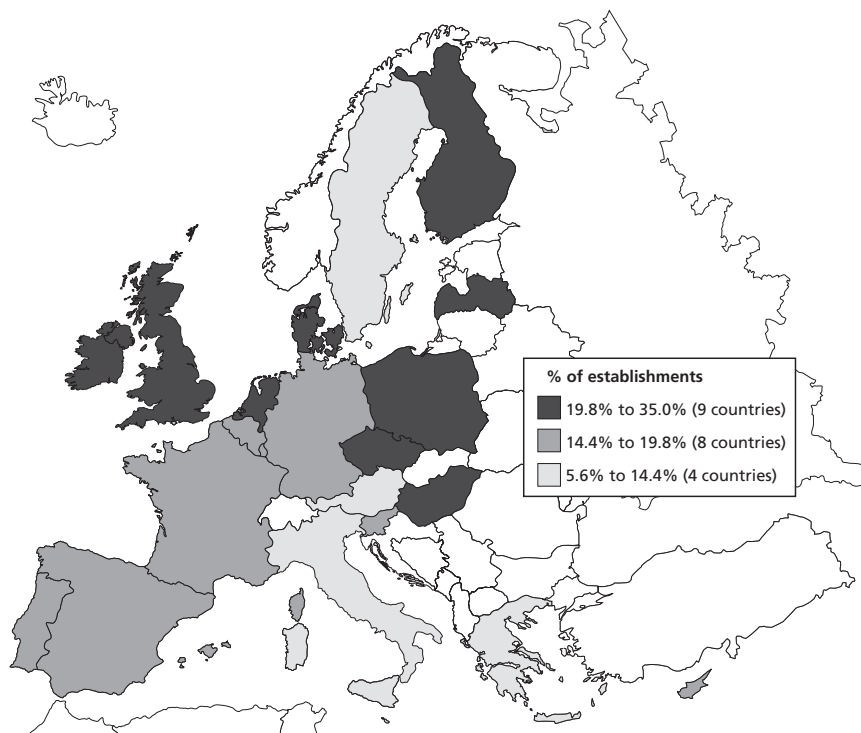 % of establishments
19.8% to 35.0% (9 countries)
14.4% to 19.8% (8 countries)
5.6% to 14.4% (4 countries)